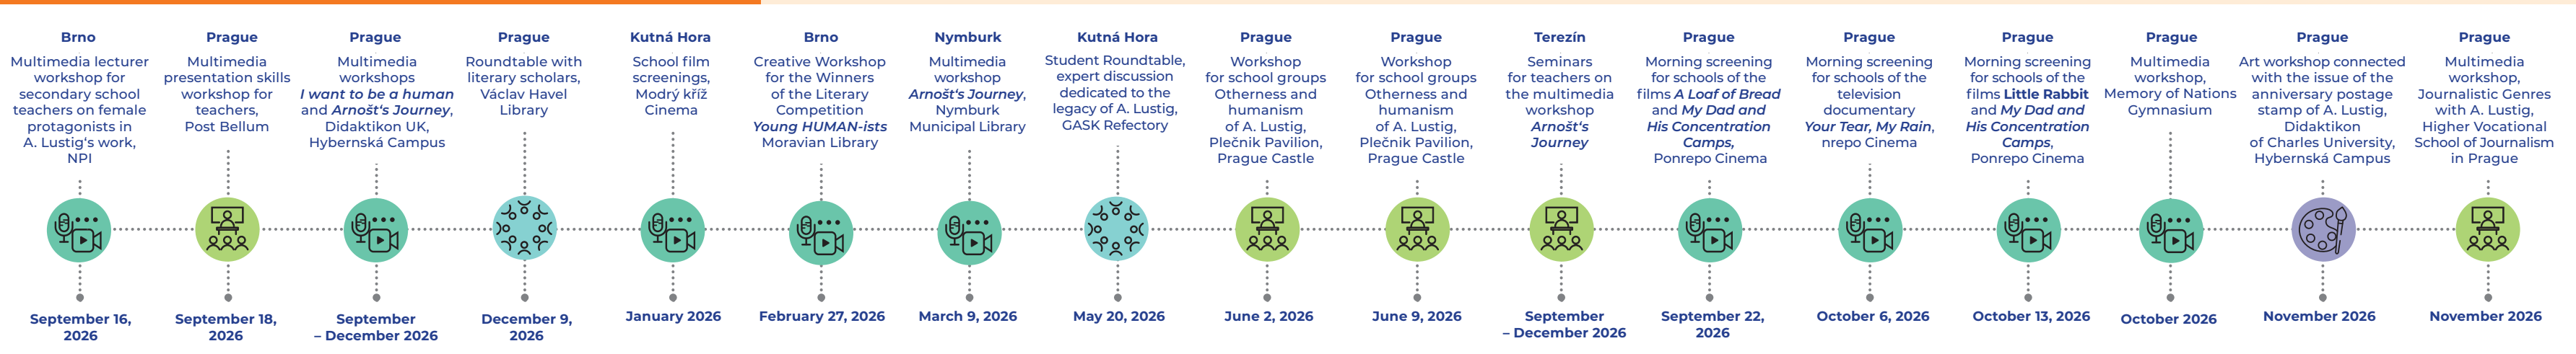 Brno
Multimedia lecturer
workshop for
secondary school
teachers on female
protagonists in
A. Lustig's work,
NPI
September 16,
2026
Prague
Multimedia
presentation skills
workshop for
teachers,
Post Bellum
September 18,
2026
Prague
Multimedia
workshops
I want to be a human
and Arnošt's Journey,
Didaktikon UK,
Hybernská Campus
September
– December 2026
Prague
Roundtable with
literary scholars,
Václav Havel
Library
December 9,
2026
Kutná Hora
School film
screenings,
Modrý kříž
Cinema
January 2026
Brno
Creative Workshop
for the Winners
of the Literary
Competition
Young HUMAN-ists
Moravian Library
February 27, 2026
Nymburk
Multimedia
workshop
Arnošt's Journey,
Nymburk
Municipal Library
March 9, 2026
Kutná Hora
Student Roundtable,
expert discussion
dedicated to the
legacy of A. Lustig,
GASK Refectory
May 20, 2026
Prague
Workshop
for school groups
Otherness and
humanism
of A. Lustig,
Plečnik Pavilion,
Prague Castle
June 2, 2026
Prague
Workshop
for school groups
Otherness and
humanism
of A. Lustig,
Plečnik Pavilion,
Prague Castle
June 9, 2026
Terezín
Seminars
for teachers on
the multimedia
workshop
Arnošt's
Journey
September
– December 2026
Prague
Morning screening
for schools of the
films A Loaf of Bread
and My Dad and
His Concentration
Camps,
Ponrepo Cinema
September 22,
2026
Prague
Morning screening
for schools of the
television
documentary
Your Tear, My Rain,
nrepo Cinema
October 6, 2026
Prague
Morning screening
for schools of the
films Little Rabbit
and My Dad and
His Concentration
Camps,
Ponrepo Cinema
October 13, 2026
Prague
Multimedia
workshop,
Memory of Nations
Gymnasium
October 2026
Prague
Art workshop connected
with the issue of the
anniversary postage
stamp of A. Lustig,
Didaktikon
of Charles University,
Hybernská Campus
November 2026
Prague
Multimedia
workshop,
Journalistic Genres
with A. Lustig,
Higher Vocational
School of Journalism
in Prague
November 2026